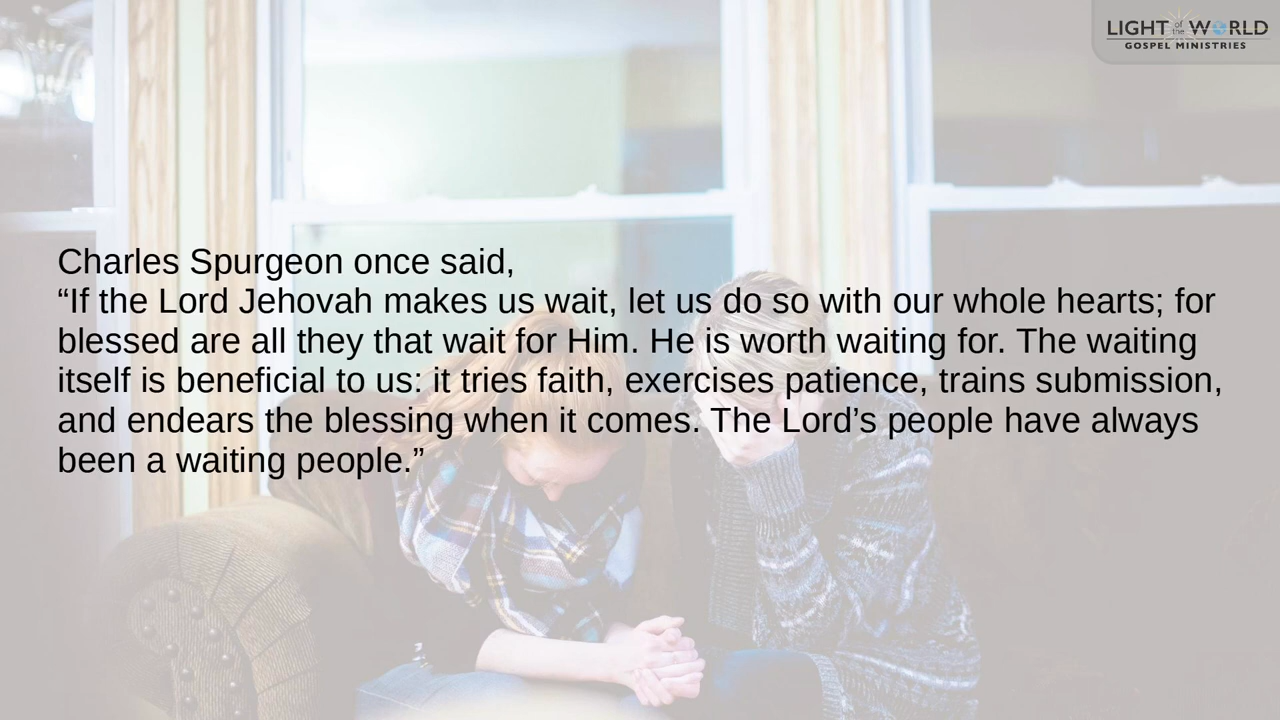 LIGHT of the WORLD
GOSPEL MINISTRIES
Charles Spurgeon once said,
“If the Lord Jehovah makes us wait, let us do so with our whole hearts; for
blessed are all they that wait for Him. He is worth waiting for. The waiting
itself is beneficial to us: it tries faith, exercises patience, trains submission,
and endears the blessing when it comes. The Lord’s people have always
been a waiting people.”